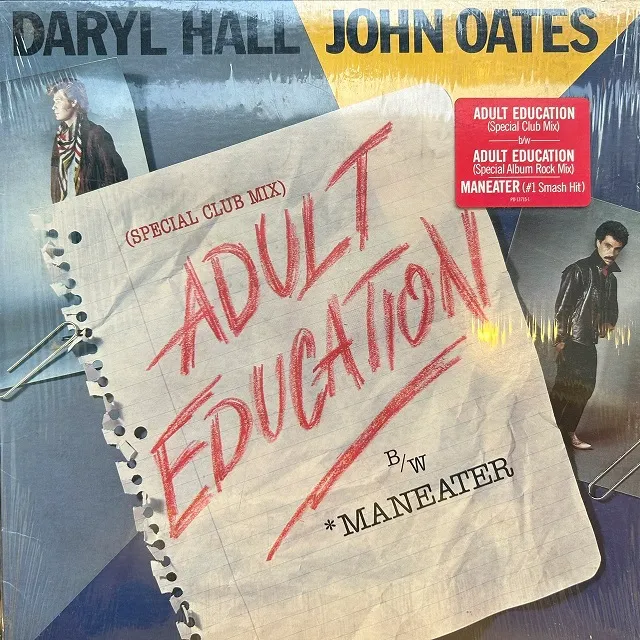 DARYL HALL JOHN OATES
ADULT EDUCATION
(Special Club Mix)
b/w
ADULT EDUCATION
(Special Album Rock Mix)
MANEATER (#1 Smash Hit)
(SPECIAL CLUB MIX)
ADULT
EDUCATION
B/W
*MANEATER